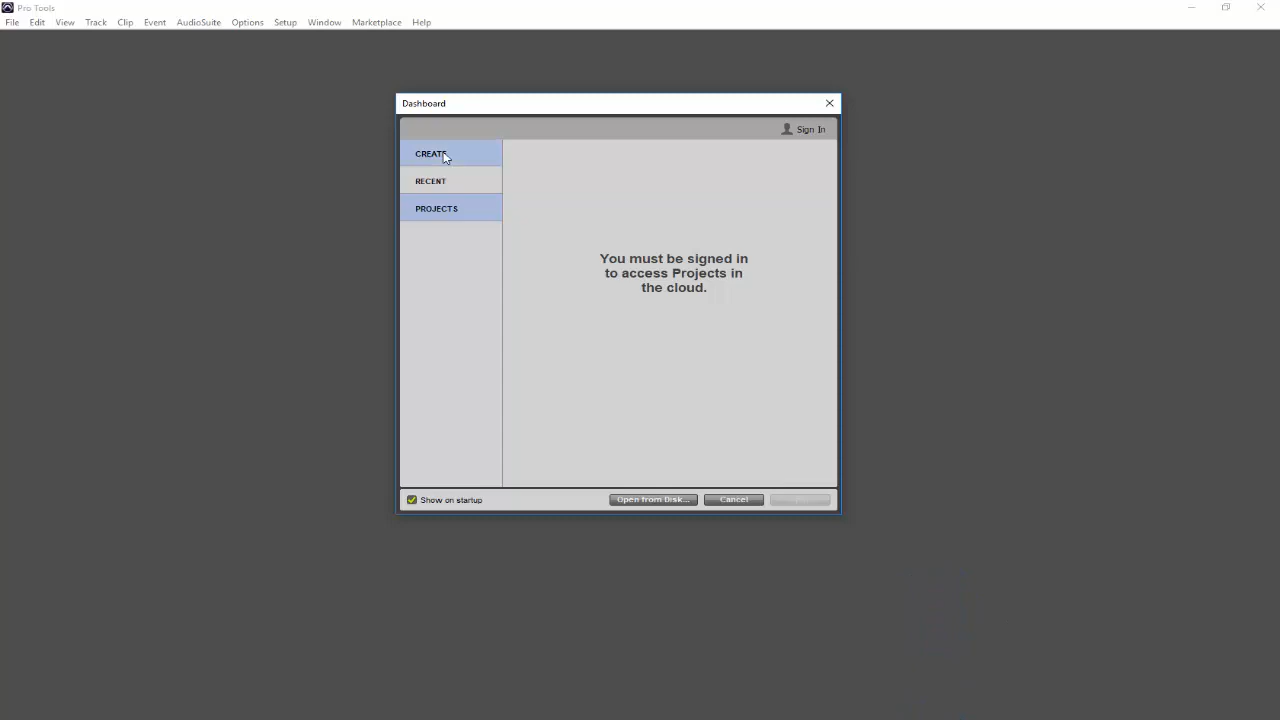 Pro Tools
File Edit View Track Clip Event AudioSuite Options Setup Window Marketplace Help
Dashboard
Sign In
CREATE
RECENT
PROJECTS
You must be signed in
to access Projects in
the cloud.
Show on startup
Open from Disk...
Cancel